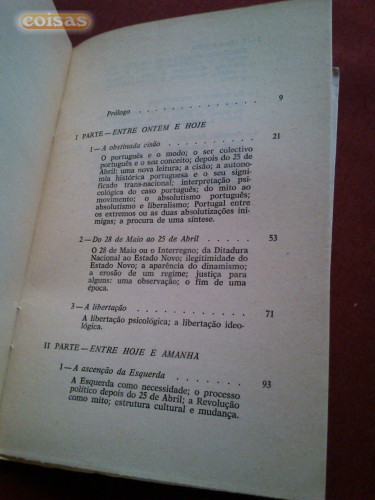 coisas
Prólogo . . . . . . . . . . . . 9
I PARTE — ENTRE ONTEM E HOJE
1 — A obstinada cisão . . . . . . 21
O português e o modo; o ser colectivo
português e o seu conceito; depois do 25 de
Abril: uma nova leitura; a cisão; a autono-
mia histórica portuguesa e o seu signi-
ficado trans-nacional; interpretação psi-
cológica do caso português; do mito ao
movimento; o absolutismo português;
absolutismo e liberalismo; Portugal entre
os extremos ou as duas absolutizações ini-
migas; a procura de uma síntese.
2 — Do 28 de Maio ao 25 de Abril . . . 53
O 28 de Maio ou o Interregno; da Ditadura
Nacional ao Estado Novo; ilegitimidade do
Estado Novo; a aparência do dinamismo;
a erosão de um regime; justiça para
alguns: uma observação; o fim de uma
época.
3 — A libertação . . . . . . . . . 71
A libertação psicológica; a libertação ideo-
lógica.
II PARTE — ENTRE HOJE E AMANHÃ
1 — A ascenção da Esquerda . . . . . 93
A Esquerda como necessidade; o processo
político depois do 25 de Abril; a Revolução
como mito; estrutura cultural e mudança.